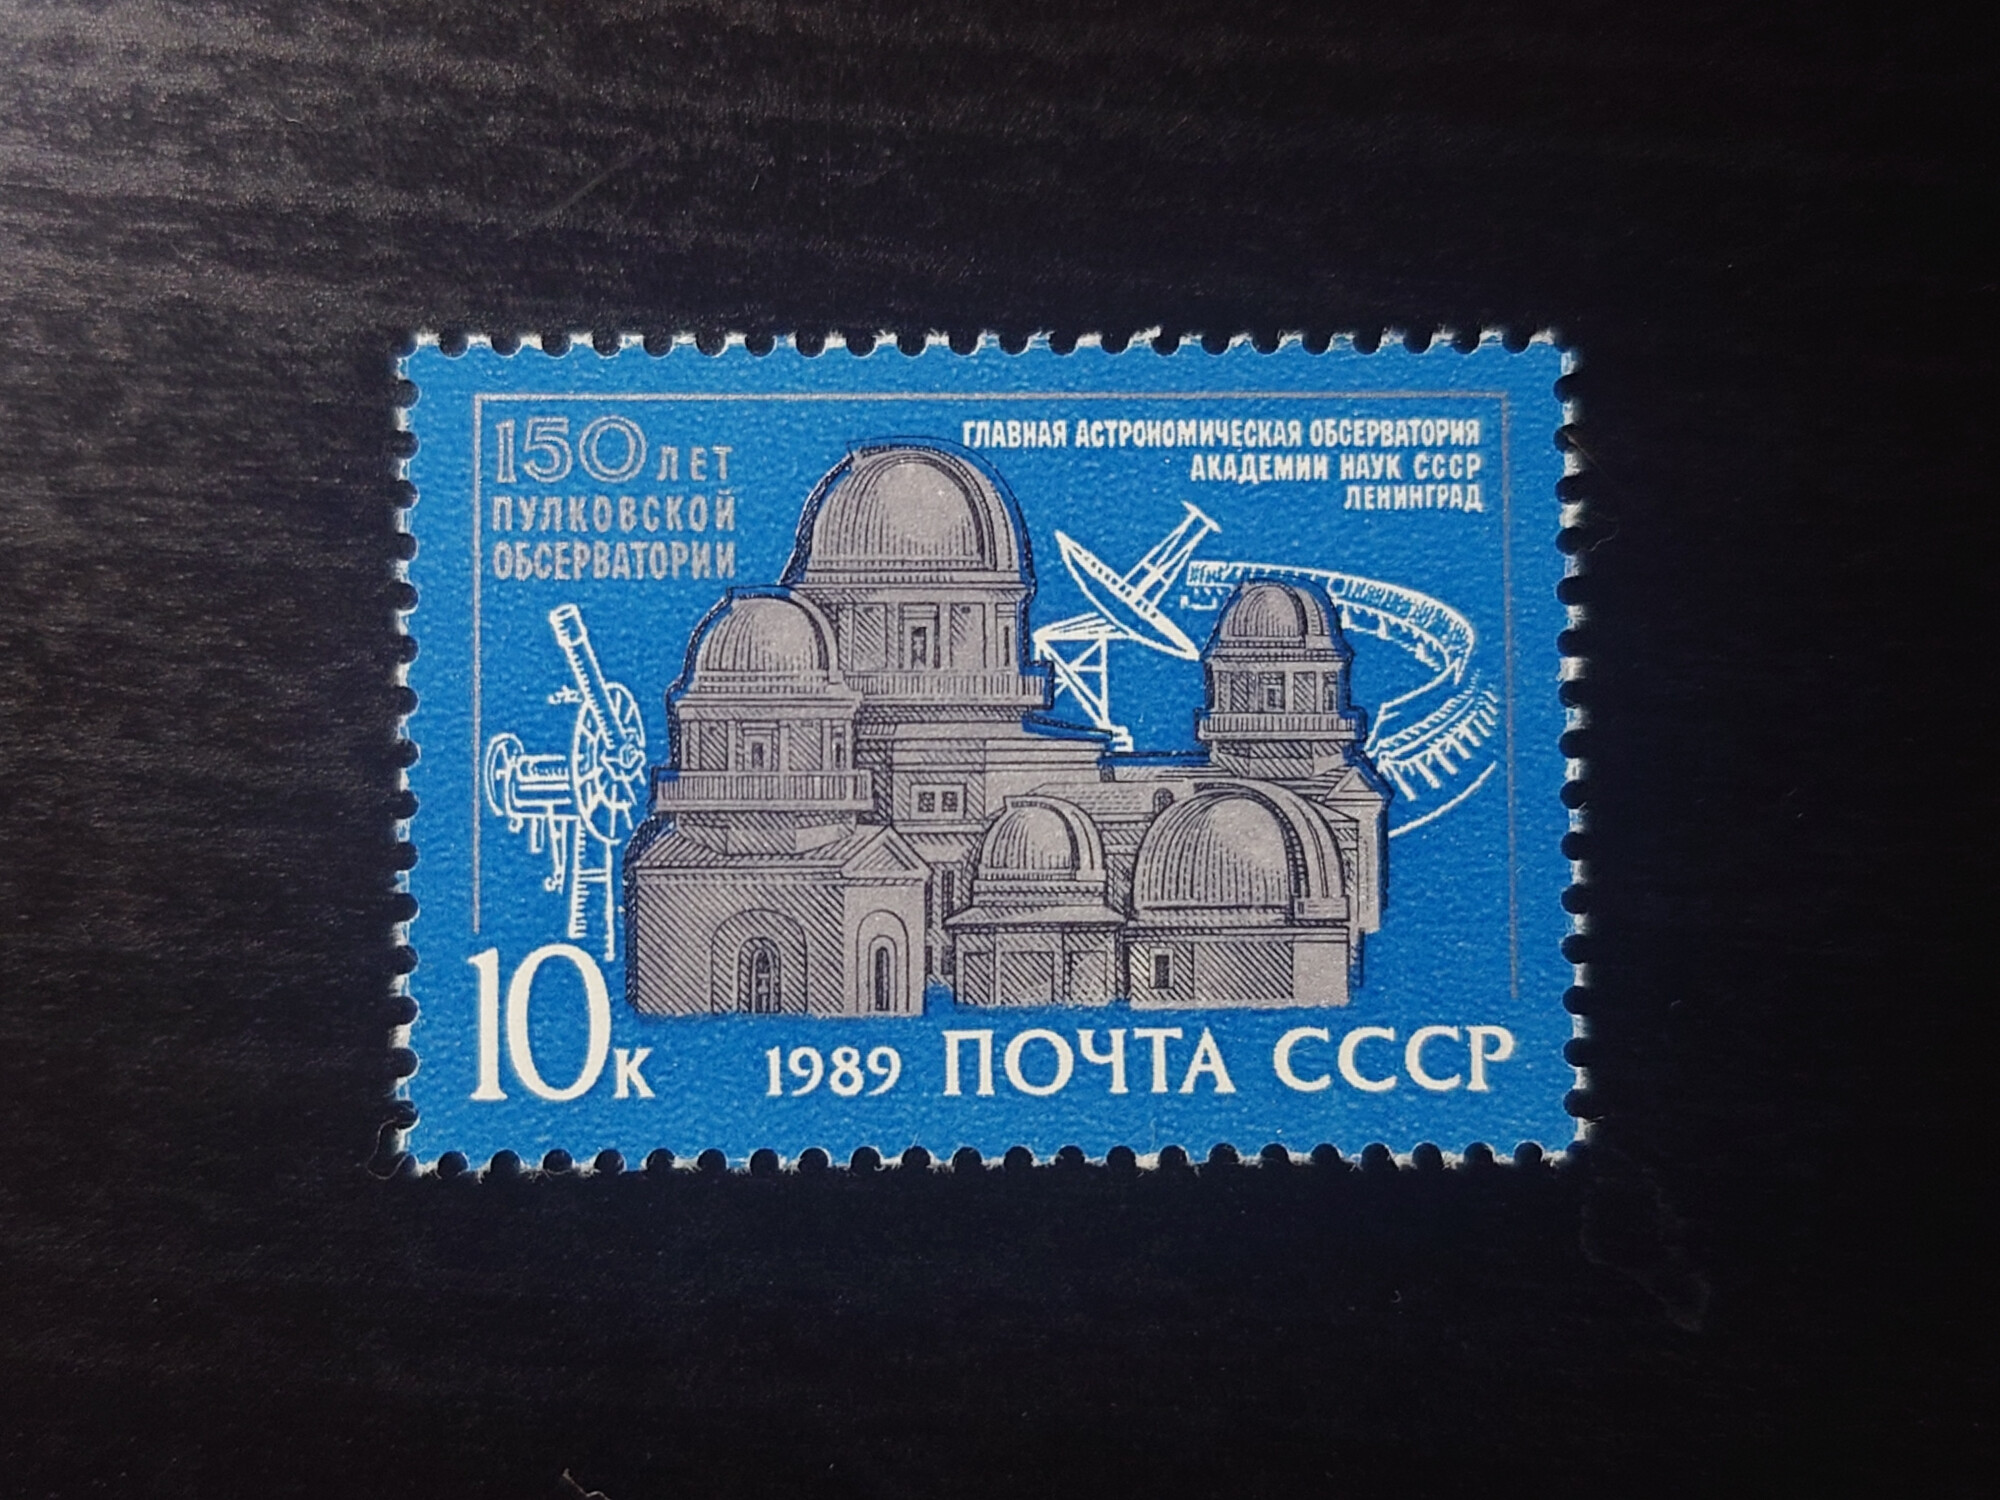 150 ЛЕТ
ПУЛКОВСКОЙ
ОБСЕРВАТОРИИ
ГЛАВНАЯ АСТРОНОМИЧЕСКАЯ ОБСЕРВАТОРИЯ
АКАДЕМИИ НАУК СССР
ЛЕНИНГРАД
10К 1989 ПОЧТА СССР